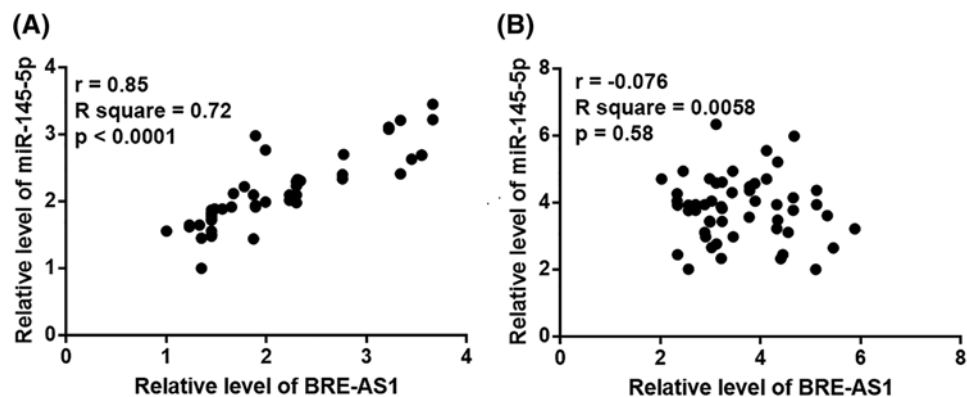 (A)
r = 0.85
R square = 0.72
p < 0.0001
Relative level of miR-145-5p
4
3
2
1
0
0 1 2 3 4
Relative level of BRE-AS1
(B)
r = -0.076
R square = 0.0058
p = 0.58
Relative level of miR-145-5p
8
6
4
2
0
0 2 4 6 8
Relative level of BRE-AS1